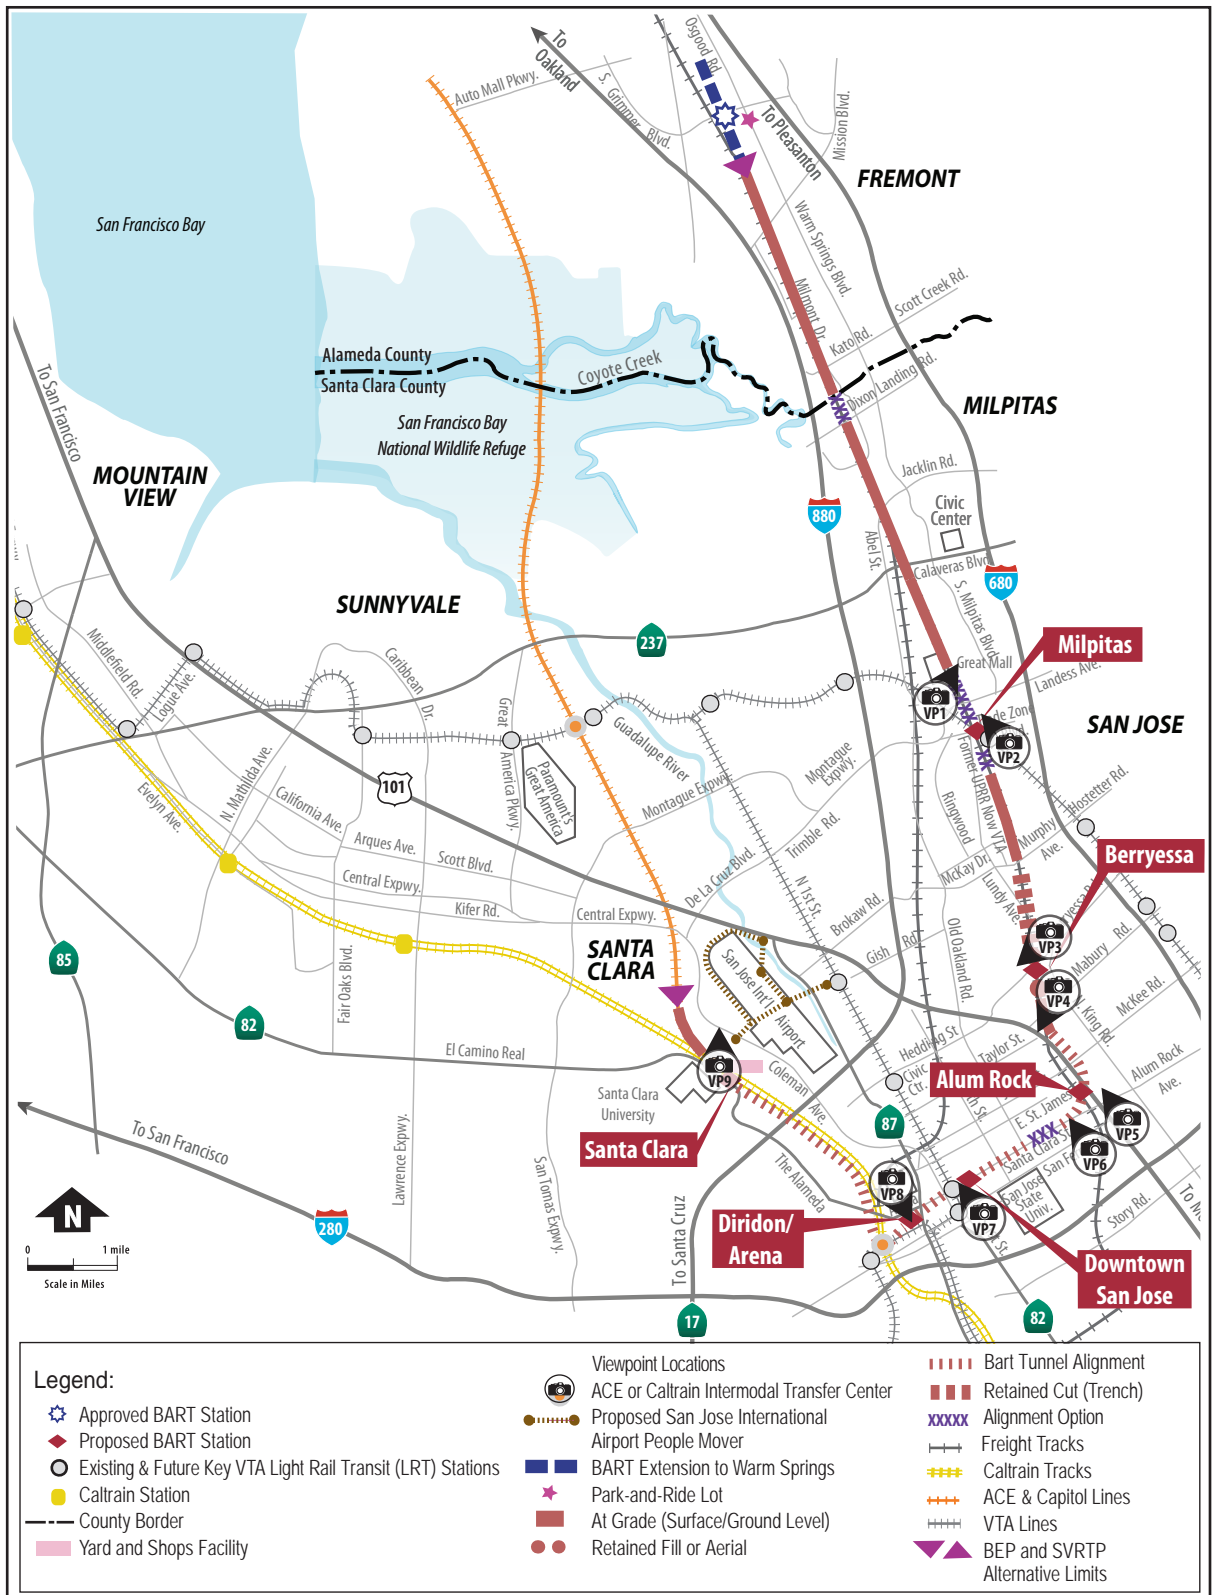 To
Oakland
Osgood Rd.
Auto Mall Pkwy.
S. Grimmer Blvd.
To Pleasanton
Mission Blvd.
FREMONT
San Francisco Bay
Warm Springs Blvd.
Milmont Dr.
Scott Creek Rd.
Kato Rd.
Dixon Landing Rd.
Alameda County
Santa Clara County
Coyote Creek
To San Francisco
San Francisco Bay
National Wildlife Refuge
MILPITAS
MOUNTAIN
VIEW
Jacklin Rd.
Civic
Center
880
Abel St.
Calaveras Blvd.
680
SUNNYVALE
237
S. Milpitas Blvd.
Milpitas
Great Mall
Landess Ave.
VP1
VP2
SAN JOSE
Middlefield Rd.
Logue Ave.
Caribbean Dr.
Great
America Pkwy.
Guadalupe River
Paramount's
Great America
Montague
Expwy.
Montague Expwy.
101
N. Mathilda Ave.
California Ave.
Evelyn Ave.
Arques Ave.
Scott Blvd.
Central Expwy.
Kifer Rd.
Central Expwy.
De La Cruz Blvd.
Trimble Rd.
N 1st St.
Brokaw Rd.
Gish Rd.
Former UPRR Now VTA
Ringwood
McKay Dr.
Murphy
Ave.
Hostetter Rd.
Lundy Ave.
Berryessa
Old Oakland Rd.
VP3
VP4
Mabury Rd.
N. King Rd.
McKee Rd.
85
82
Fair Oaks Blvd.
SANTA
CLARA
San Jose Int'l
Airport
El Camino Real
Santa Clara
University
VP9
Coleman Ave.
Civic
Ctr.
Taylor St.
Alum Rock
Ave.
Alum Rock
E. St. James
VP5
VP6
87
To San Francisco
Lawrence Expwy.
San Tomas Expwy.
Santa Clara
The Alameda
VP8
VP7
San Jose
State
Univ.
Story Rd.
N
0 1 mile
Scale in Miles
280
To Santa Cruz
17
Diridon/
Arena
Downtown
San Jose
82
Legend:
Approved BART Station
Proposed BART Station
Existing & Future Key VTA Light Rail Transit (LRT) Stations
Caltrain Station
County Border
Yard and Shops Facility
Viewpoint Locations
ACE or Caltrain Intermodal Transfer Center
Proposed San Jose International
Airport People Mover
BART Extension to Warm Springs
Park-and-Ride Lot
At Grade (Surface/Ground Level)
Retained Fill or Aerial
Bart Tunnel Alignment
Retained Cut (Trench)
XXXXX Alignment Option
Freight Tracks
Caltrain Tracks
ACE & Capitol Lines
VTA Lines
BEP and SVRTP
Alternative Limits